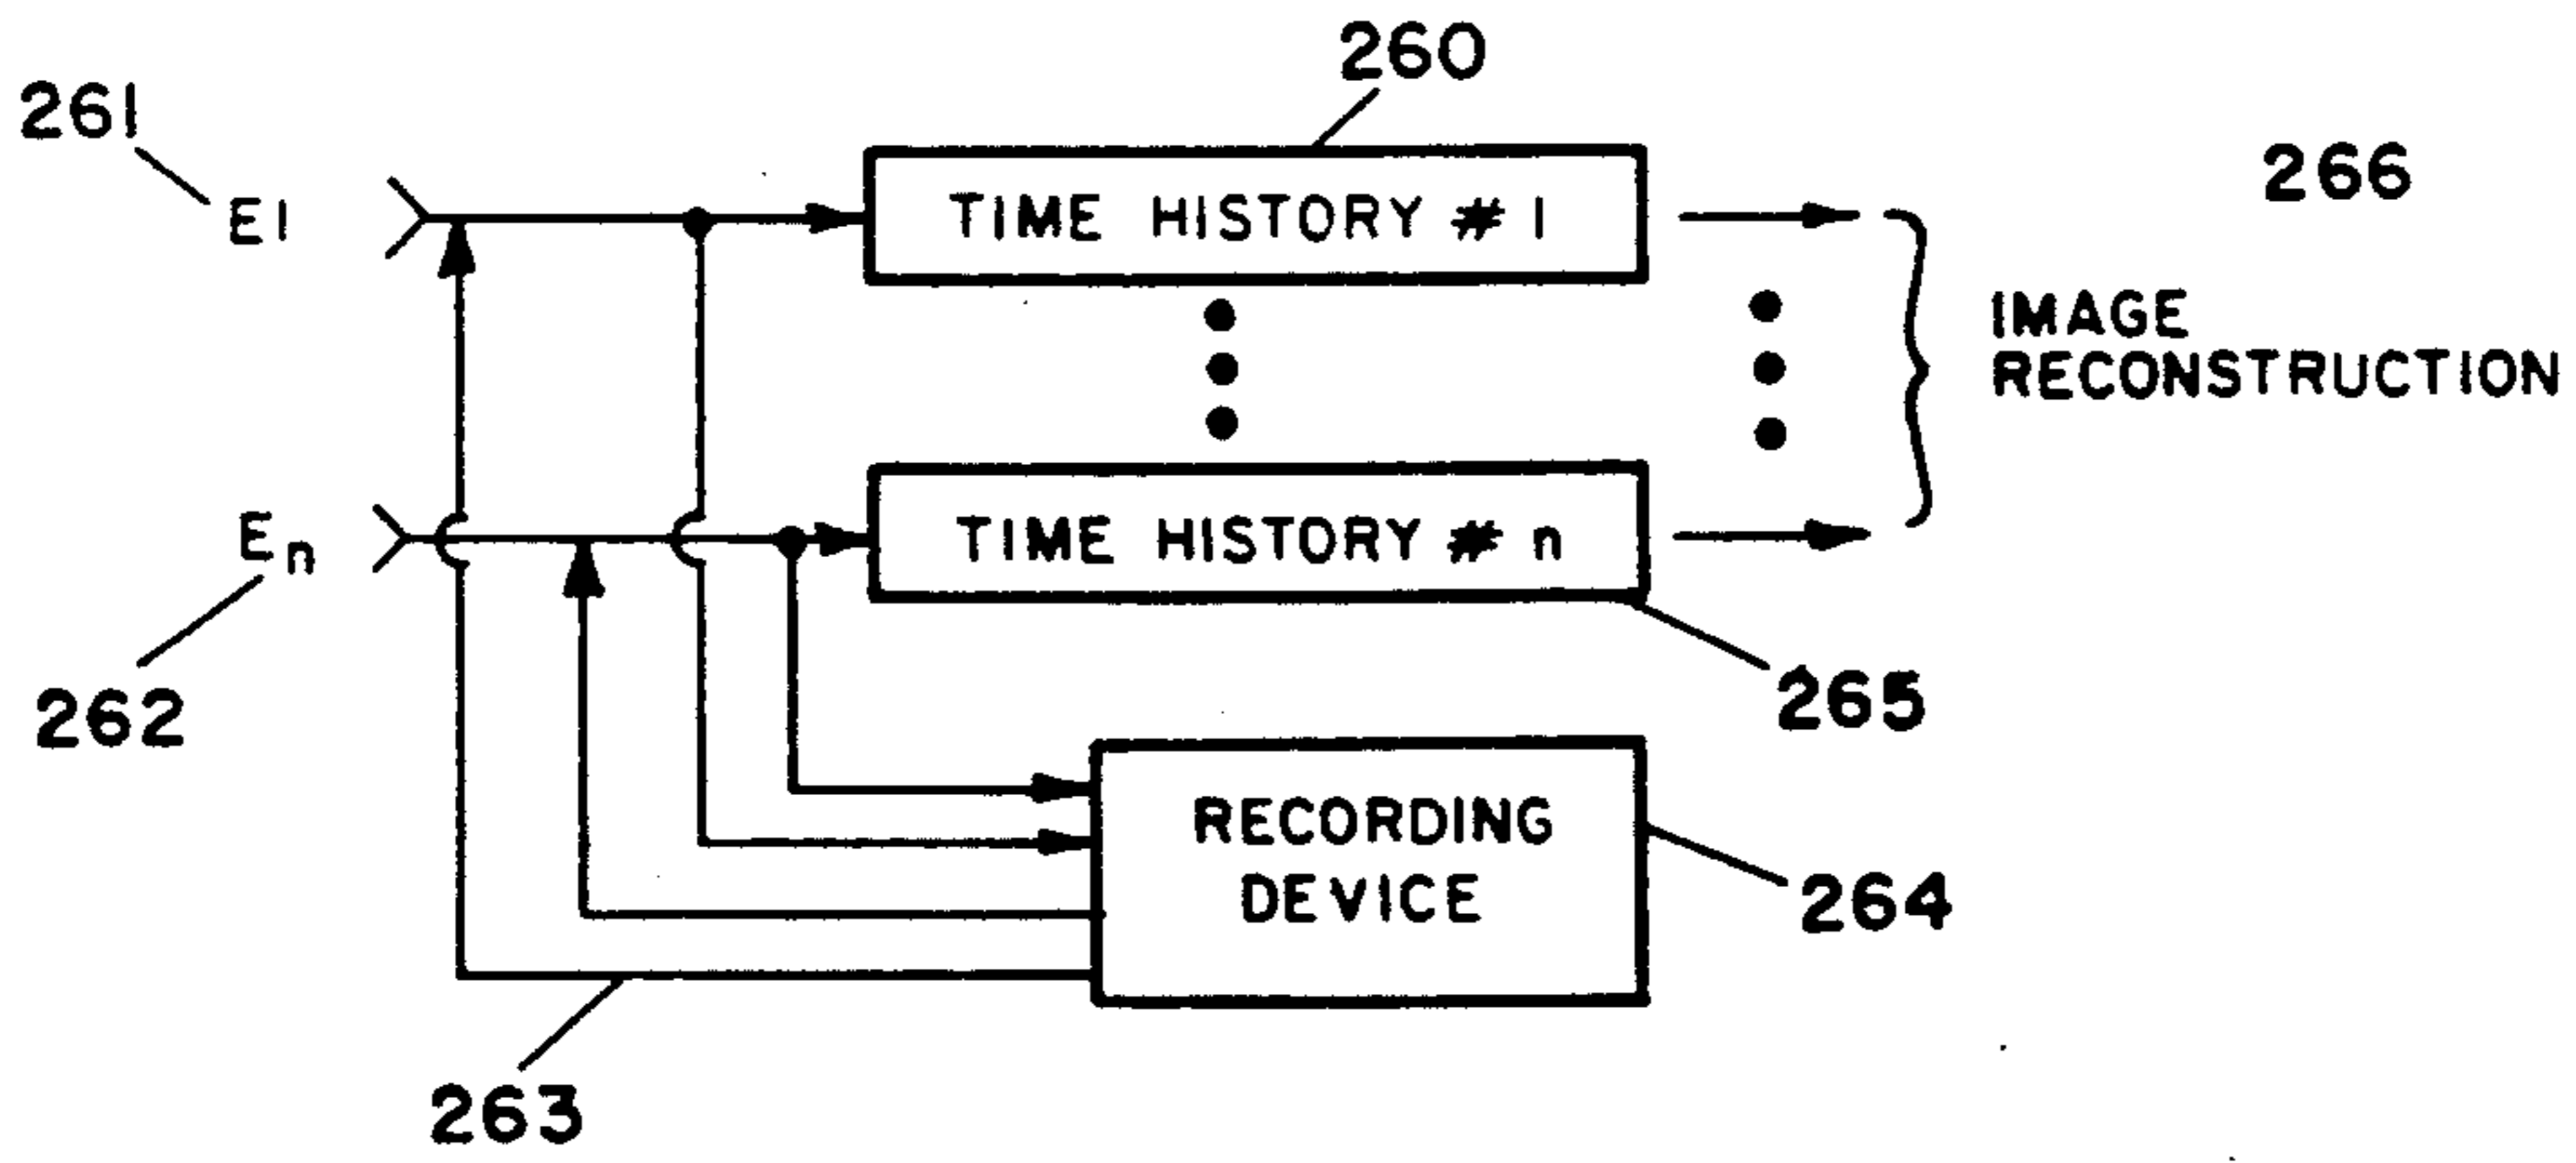 260
261
E1
TIME HISTORY # 1
266
IMAGE
RECONSTRUCTION
En
TIME HISTORY # n
262
265
RECORDING
DEVICE
264
263